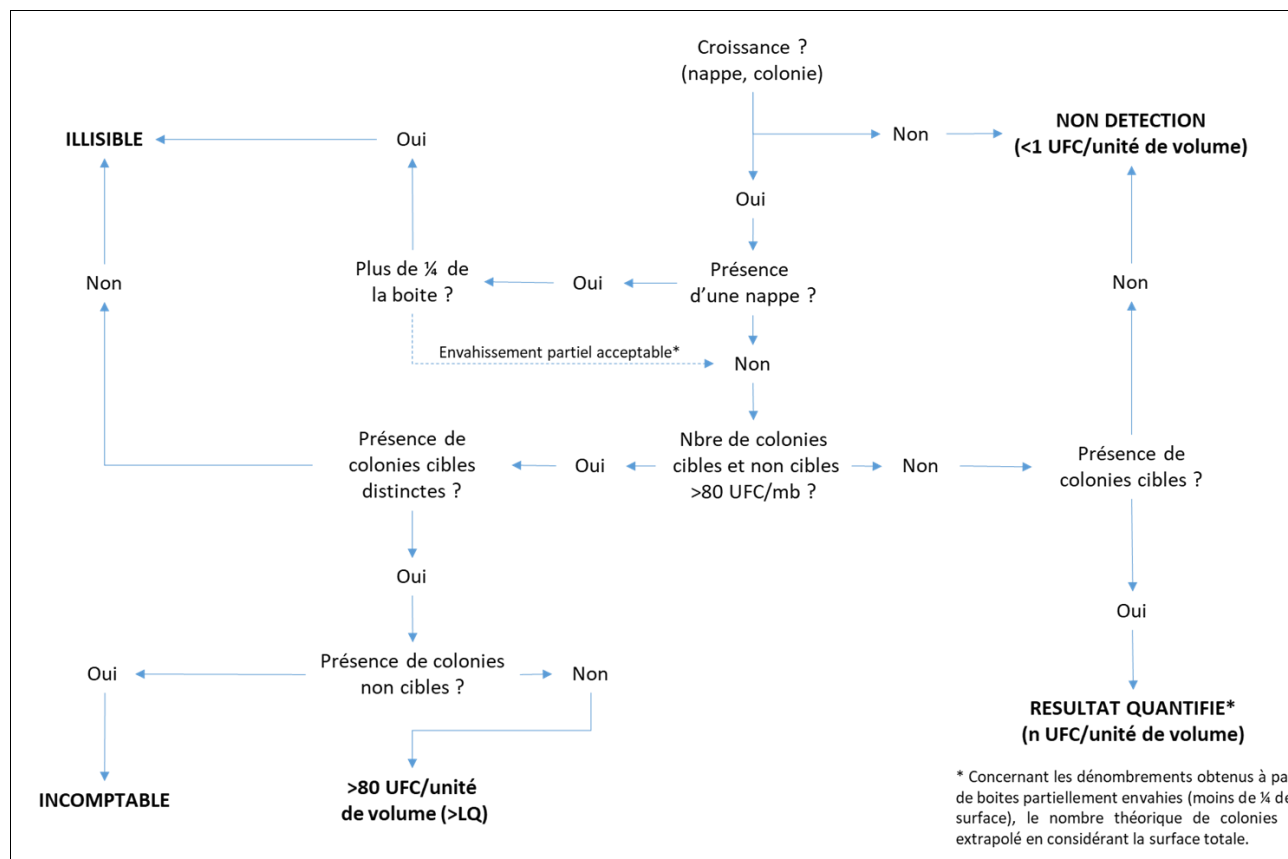 Croissance ?
(nappe, colonie)
ILLISIBLE
Oui
Non
NON DETECTION
(<1 UFC/unité de volume)
Oui
Non
Plus de ¼ de
la boite ?
Oui
Présence
d’une nappe ?
Non
Envahissement partiel acceptable*
Non
Présence de
colonies cibles
distinctes ?
Oui
Nbre de colonies
cibles et non cibles
>80 UFC/mb ?
Non
Présence de
colonies cibles ?
Oui
Oui
Oui
Présence de colonies
non cibles ?
Non
RESULTAT QUANTIFIE*
(n UFC/unité de volume)
INCOMPTABLE
>80 UFC/unité
de volume (>LQ)
* Concernant les dénombrements obtenus à pa
de boites partiellement envahies (moins de ¼ de
surface), le nombre théorique de colonies
extrapolé en considérant la surface totale.